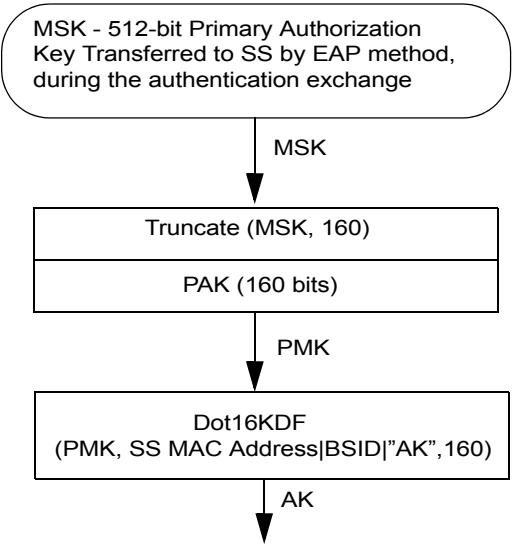 MSK - 512-bit Primary Authorization
Key Transferred to SS by EAP method,
during the authentication exchange
MSK
Truncate (MSK, 160)
PAK (160 bits)
PMK
Dot16KDF
(PMK, SS MAC Address|BSID|”AK”,160)
AK